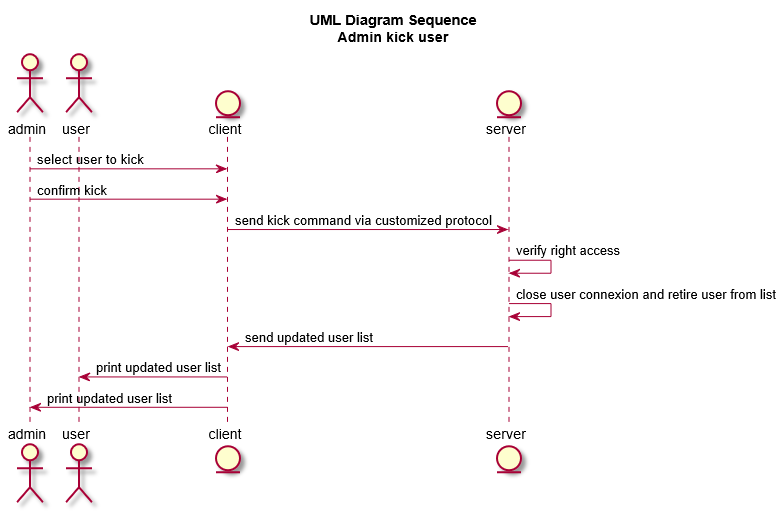 UML Diagram Sequence
Admin kick user
admin user client server
select user to kick
confirm kick
send kick command via customized protocol
verify right access
close user connexion and retire user from list
send updated user list
print updated user list
print updated user list
admin user client server